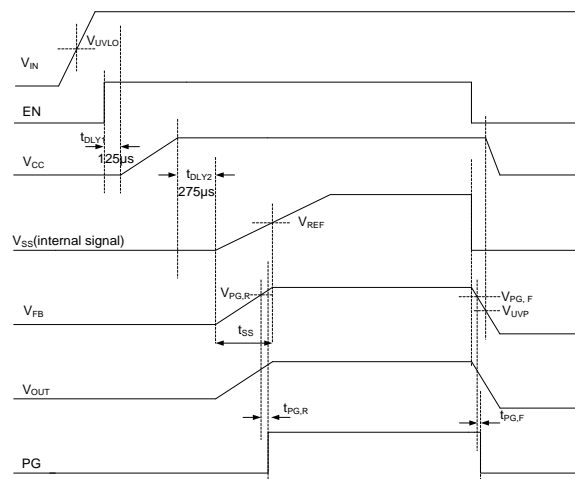 VUVLO
VIN
EN
tDLY1
125µs
VCC
tDLY2
275µs
VREF
VSS(internal signal)
VPG,R
VPG, F
VUVP
VFB
tSS
VOUT
tPG,R
tPG,F
PG